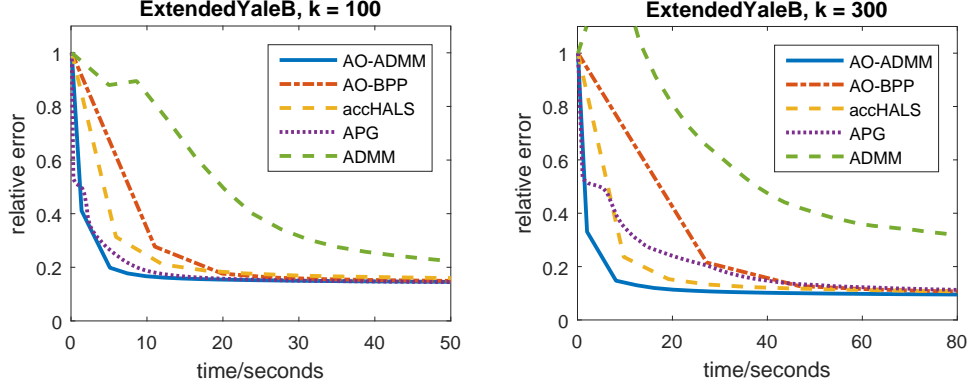 ExtendedYaleB, k = 100
1
0.8
0.6
0.4
0.2
0
relative error
0 10 20 30 40 50
time/seconds
AO-ADMM
AO-BPP
accHALS
APG
ADMM
ExtendedYaleB, k = 300
1
0.8
0.6
0.4
0.2
0
relative error
0 20 40 60 80
time/seconds
AO-ADMM
AO-BPP
accHALS
APG
ADMM